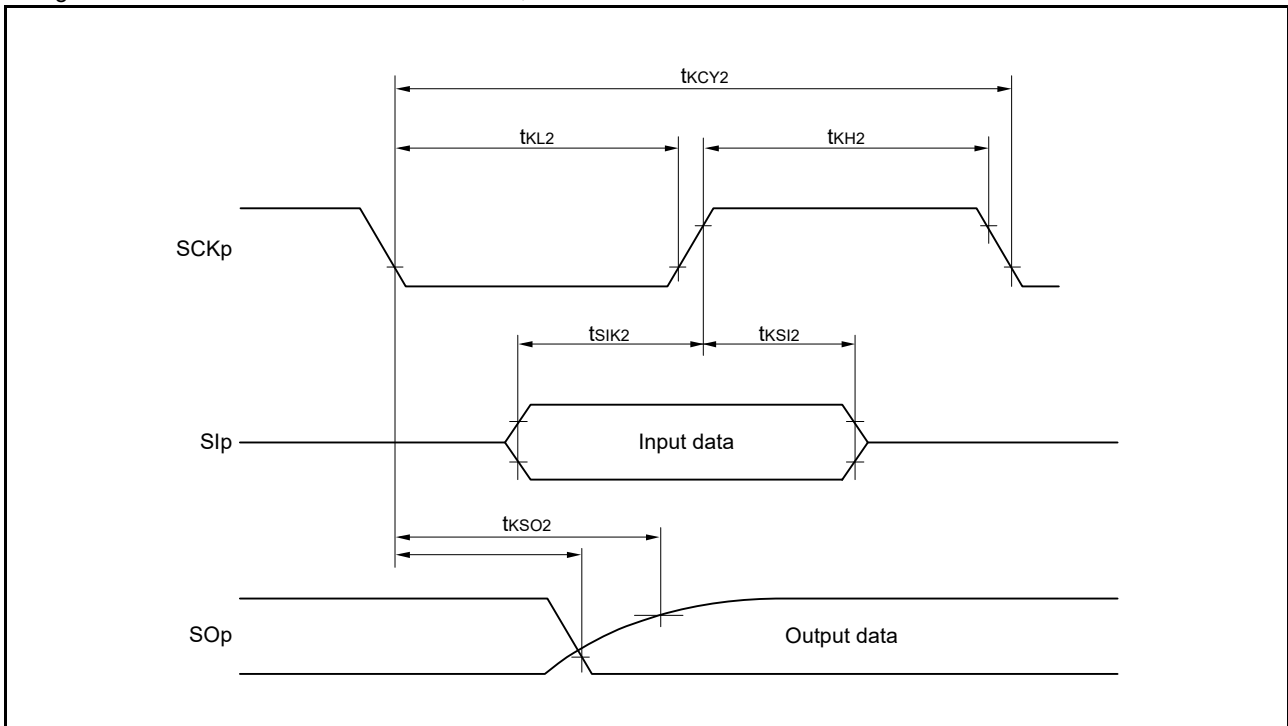 tKCY2
tKL2
tKH2
SCKp
tSIK2
tKSI2
SIp
Input data
tKSO2
SOp
Output data